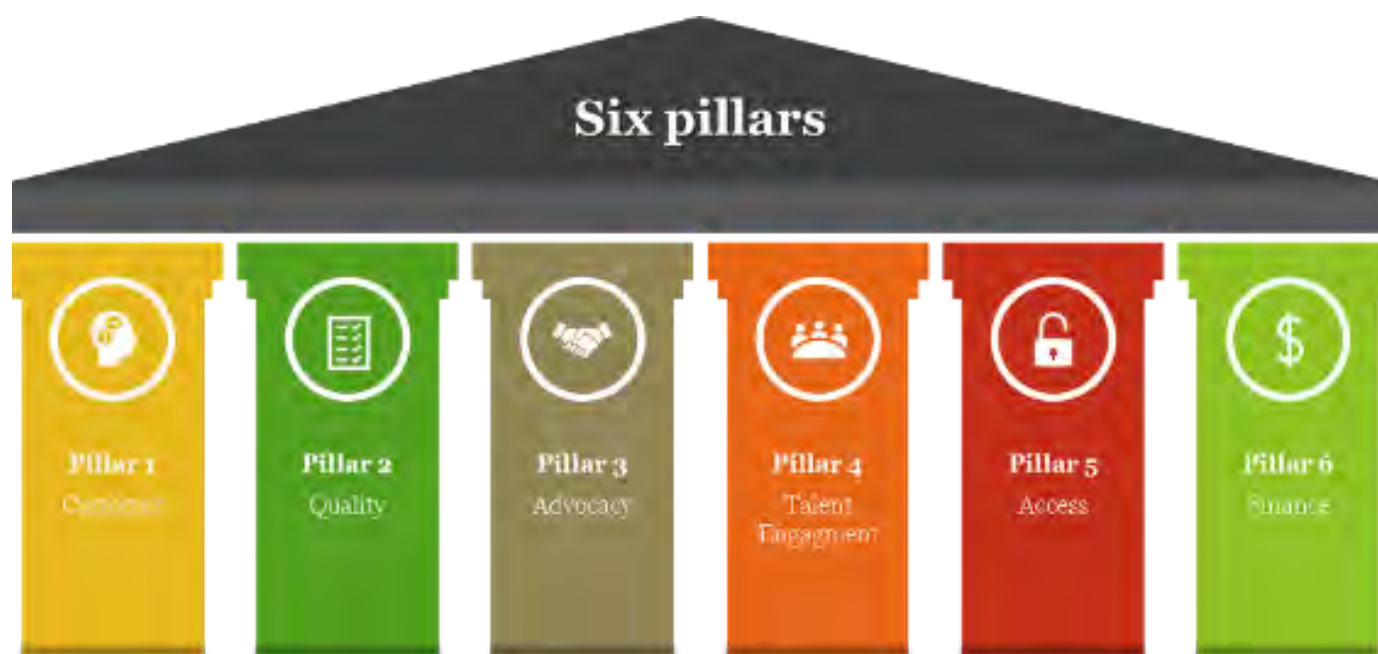 Six pillars
Pillar 1
Customer
Pillar 2
Quality
Pillar 3
Advocacy
Pillar 4
Talent
Engagment
Pillar 5
Access
Pillar 6
Finance